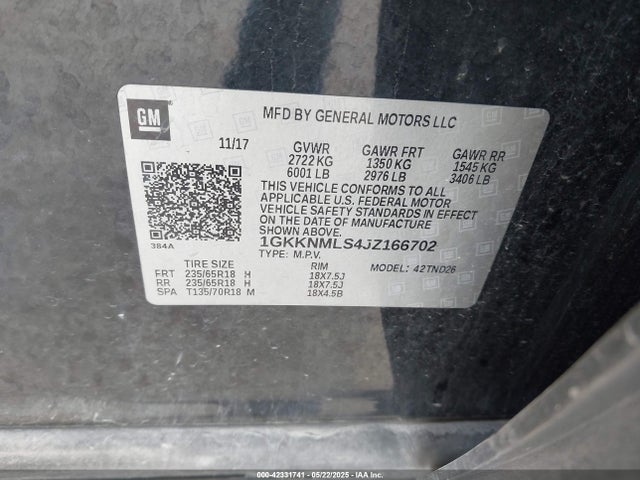 GM
MFD BY GENERAL MOTORS LLC
11/17 GVWR GAWR FRT GAWR RR
2722 KG 1350 KG 1545 KG
6001 LB 2976 LB 3406 LB
THIS VEHICLE CONFORMS TO ALL
APPLICABLE U.S. FEDERAL MOTOR
VEHICLE SAFETY STANDARDS IN EFFECT
ON THE DATE OF MANUFACTURE
SHOWN ABOVE.
384A 1GKKNMLS4JZ166702
TYPE: M.P.V.
TIRE SIZE RIM MODEL: 42TND26
FRT 235/65R18 H 18X7.5J
RR 235/65R18 H 18X7.5J
SPA T135/70R18 M 18X4.5B
000-42331741 - 05/22/2025 - IAA Inc.